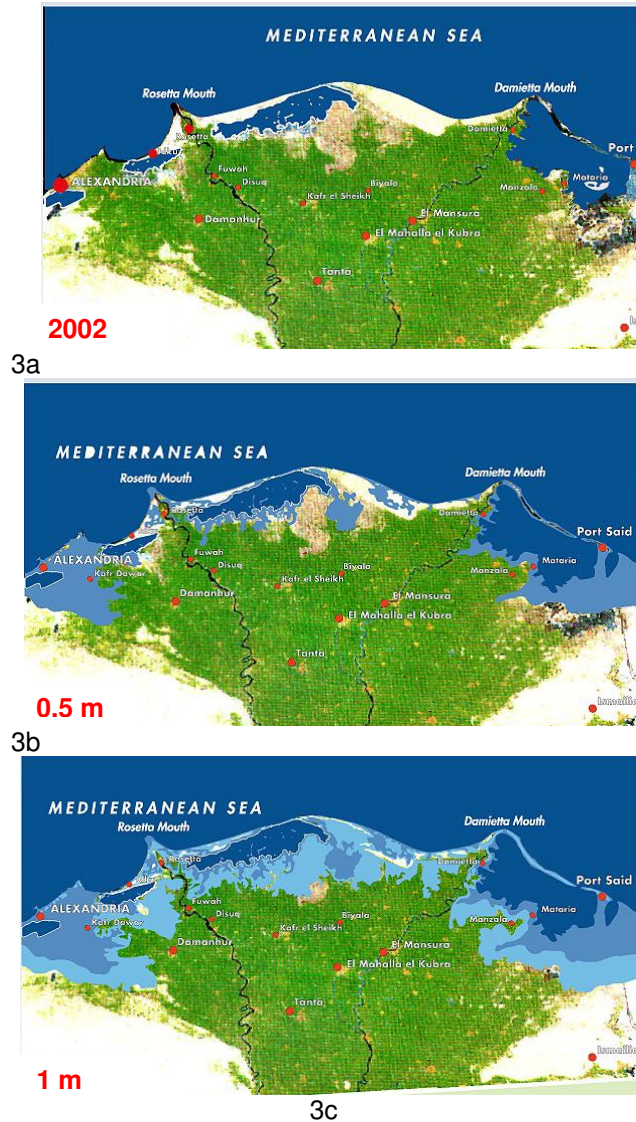 MEDITERRANEAN SEA
Rosetta Mouth
Damietta Mouth
Rosetta
Damietta
Port
ALEXANDRIA
Fuwah
Disuq
Mataria
Kafr el Sheikh
Biyala
Manzala
Damanhur
El Mansura
El Mahalla el Kubra
Tanta
2002
3a
MEDITERRANEAN SEA
Rosetta Mouth
Damietta Mouth
Rosetta
Damietta
Port Said
ALEXANDRIA
Fuwah
Kafr Dawar
Disuq
Biyala
Mataria
Kafr el Sheikh
Manzala
Damanhur
El Mansura
El Mahalla el Kubra
Tanta
0.5 m
Ismailia
3b
MEDITERRANEAN SEA
Rosetta Mouth
Damietta Mouth
Rosetta
Damietta
Port Said
ALEXANDRIA
Fuwah
Kafr Dawar
Disuq
Biyala
Mataria
Kafr el Sheikh
Manzala
Damanhur
El Mansura
El Mahalla el Kubra
Tanta
1 m
Ismailia
3c